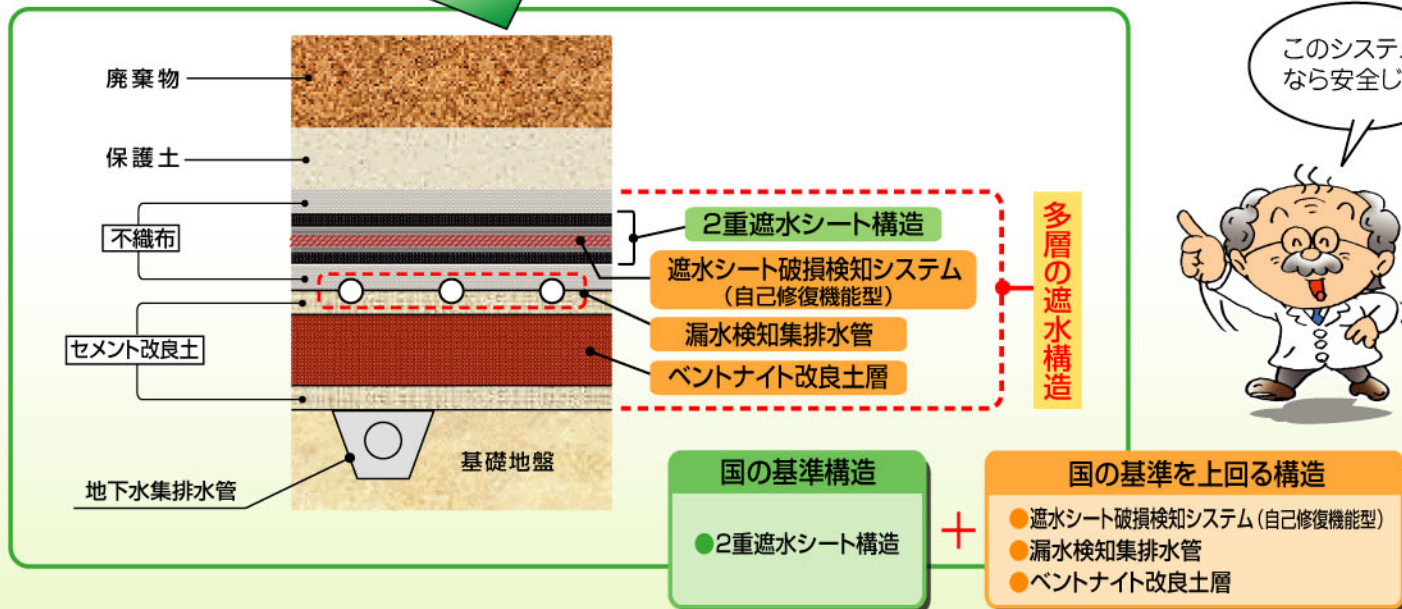 廃棄物
保護土
不織布
セメント改良土
地下水集排水管
基礎地盤
2重遮水シート構造
遮水シート破損検知システム
(自己修復機能型)
漏水検知集排水管
ベントナイト改良土層
多層の遮水構造
このシステ
なら安全じ
国の基準構造
●2重遮水シート構造
+
国の基準を上回る構造
●遮水シート破損検知システム(自己修復機能型)
●漏水検知集排水管
●ベントナイト改良土層